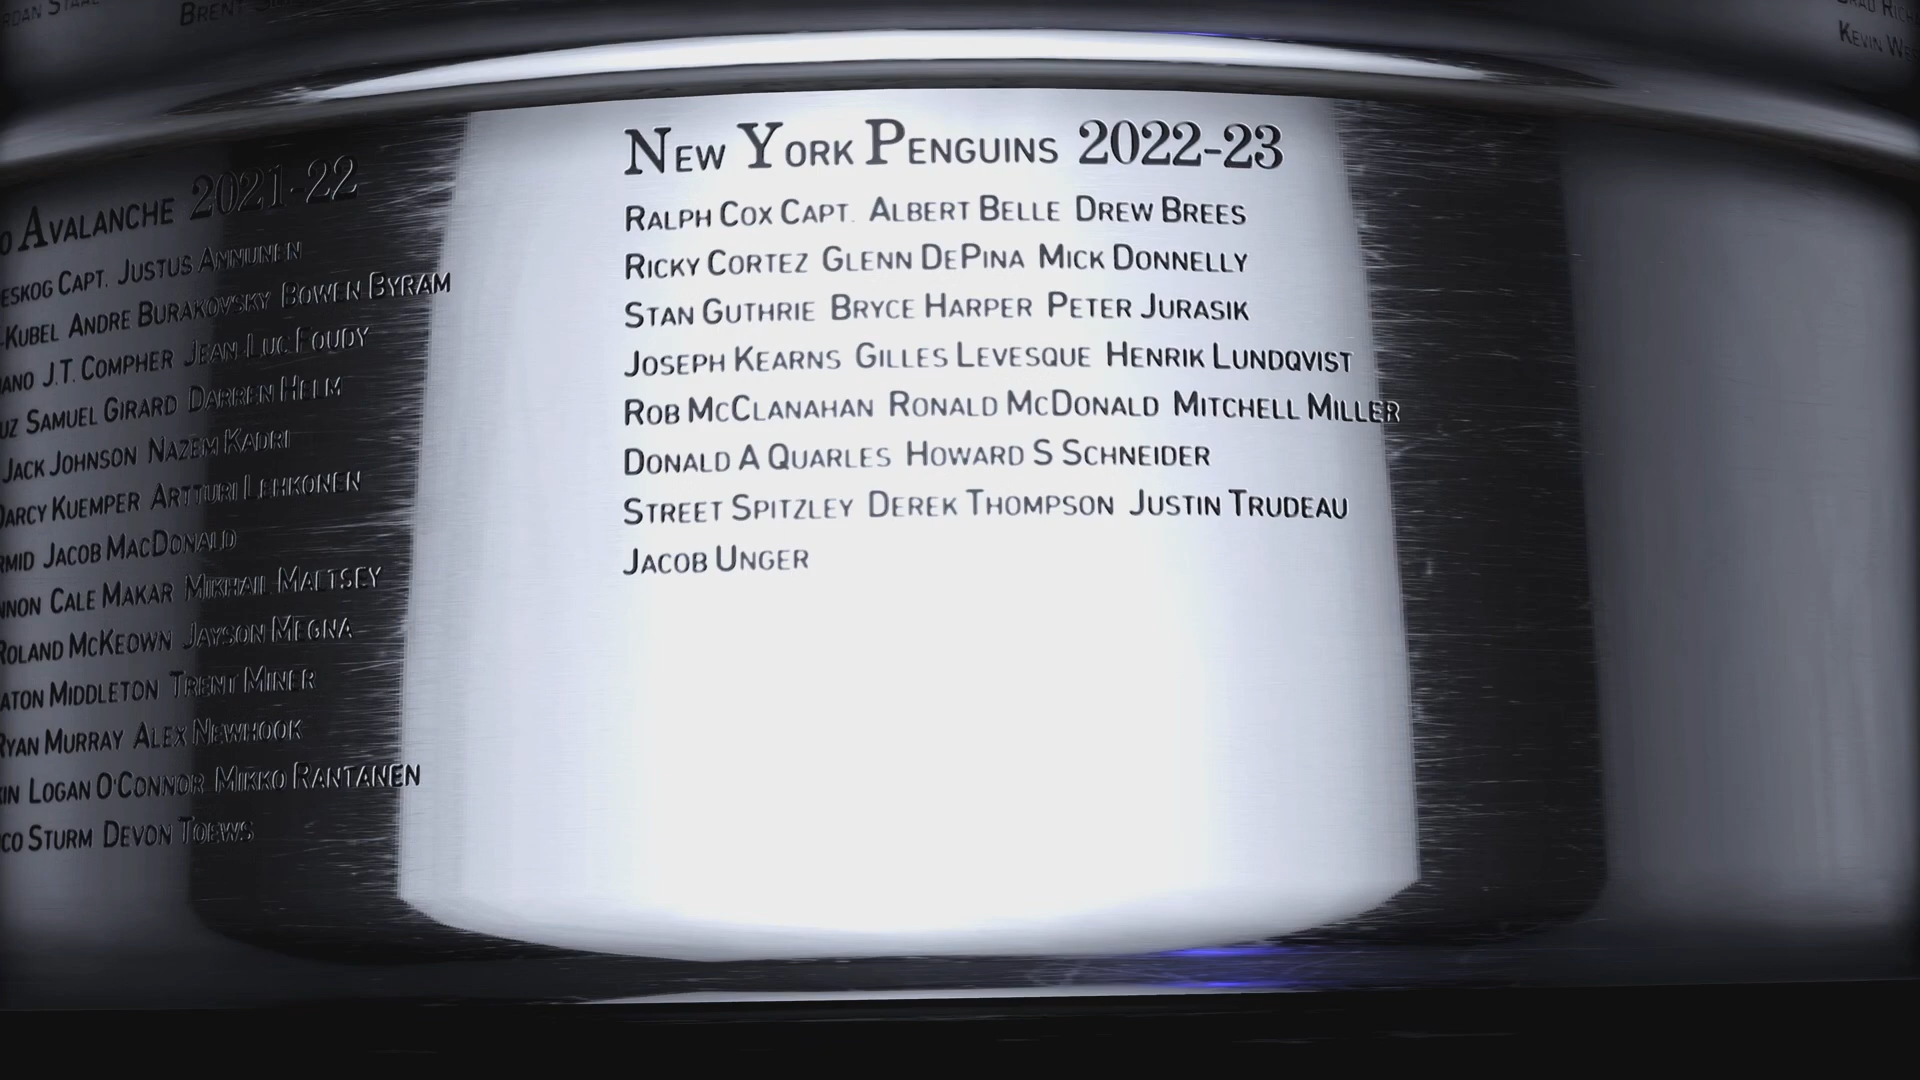 Brent
Kevin
Avalanche 2021-22
Capt. Justus Annunen
Kubel Andre Burakovsky Bowen Byram
J.T. Compher Jean-Luc Foudy
Samuel Girard Darren Helm
Jack Johnson Nazem Kadri
Darcy Kuemper Artturi Lehkonen
Jacob MacDonald
Cale Makar Mikhail Maltsev
Roland McKeown Jayson Megna
Middleton Trent Miner
Ryan Murray Alex Newhook
Logan O'Connor Mikko Rantanen
Sturm Devon Toews
New York Penguins 2022-23
Ralph Cox Capt. Albert Belle Drew Brees
Ricky Cortez Glenn DePina Mick Donnelly
Stan Guthrie Bryce Harper Peter Jurasik
Joseph Kearns Gilles Levesque Henrik Lundqvist
Rob McClanahan Ronald McDonald Mitchell Miller
Donald A Quarles Howard S Schneider
Street Spitzley Derek Thompson Justin Trudeau
Jacob Unger